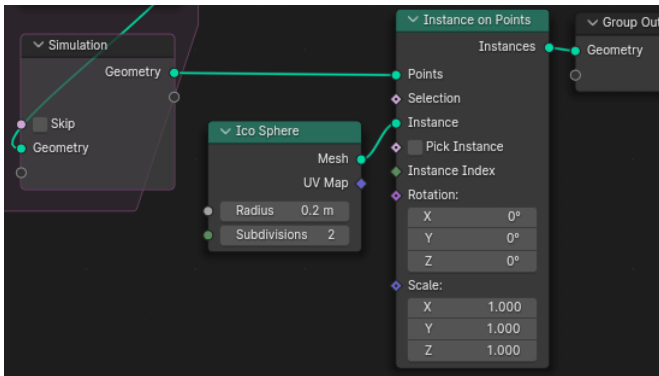 Simulation
Geometry
Skip
Geometry
Ico Sphere
Mesh
UV Map
Radius 0.2 m
Subdivisions 2
Instance on Points
Instances
Points
Selection
Instance
Pick Instance
Instance Index
Rotation:
X 0°
Y 0°
Z 0°
Scale:
X 1.000
Y 1.000
Z 1.000
Group Out
Geometry